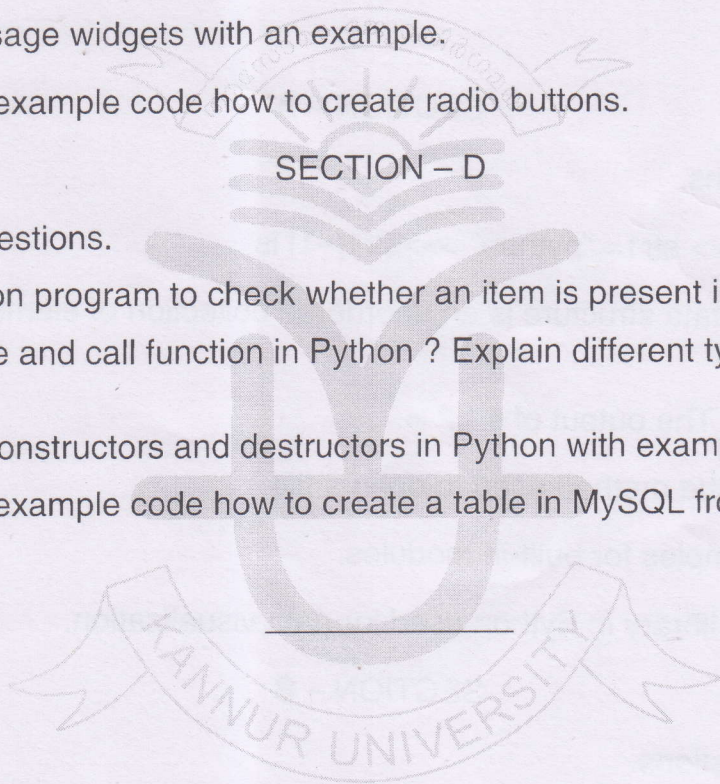 sage widgets with an example.
example code how to create radio buttons.
SECTION – D
estions.
on program to check whether an item is present i
e and call function in Python ? Explain different ty
onstructors and destructors in Python with exam
example code how to create a table in MySQL fro
KANNUR UNIVERSITY